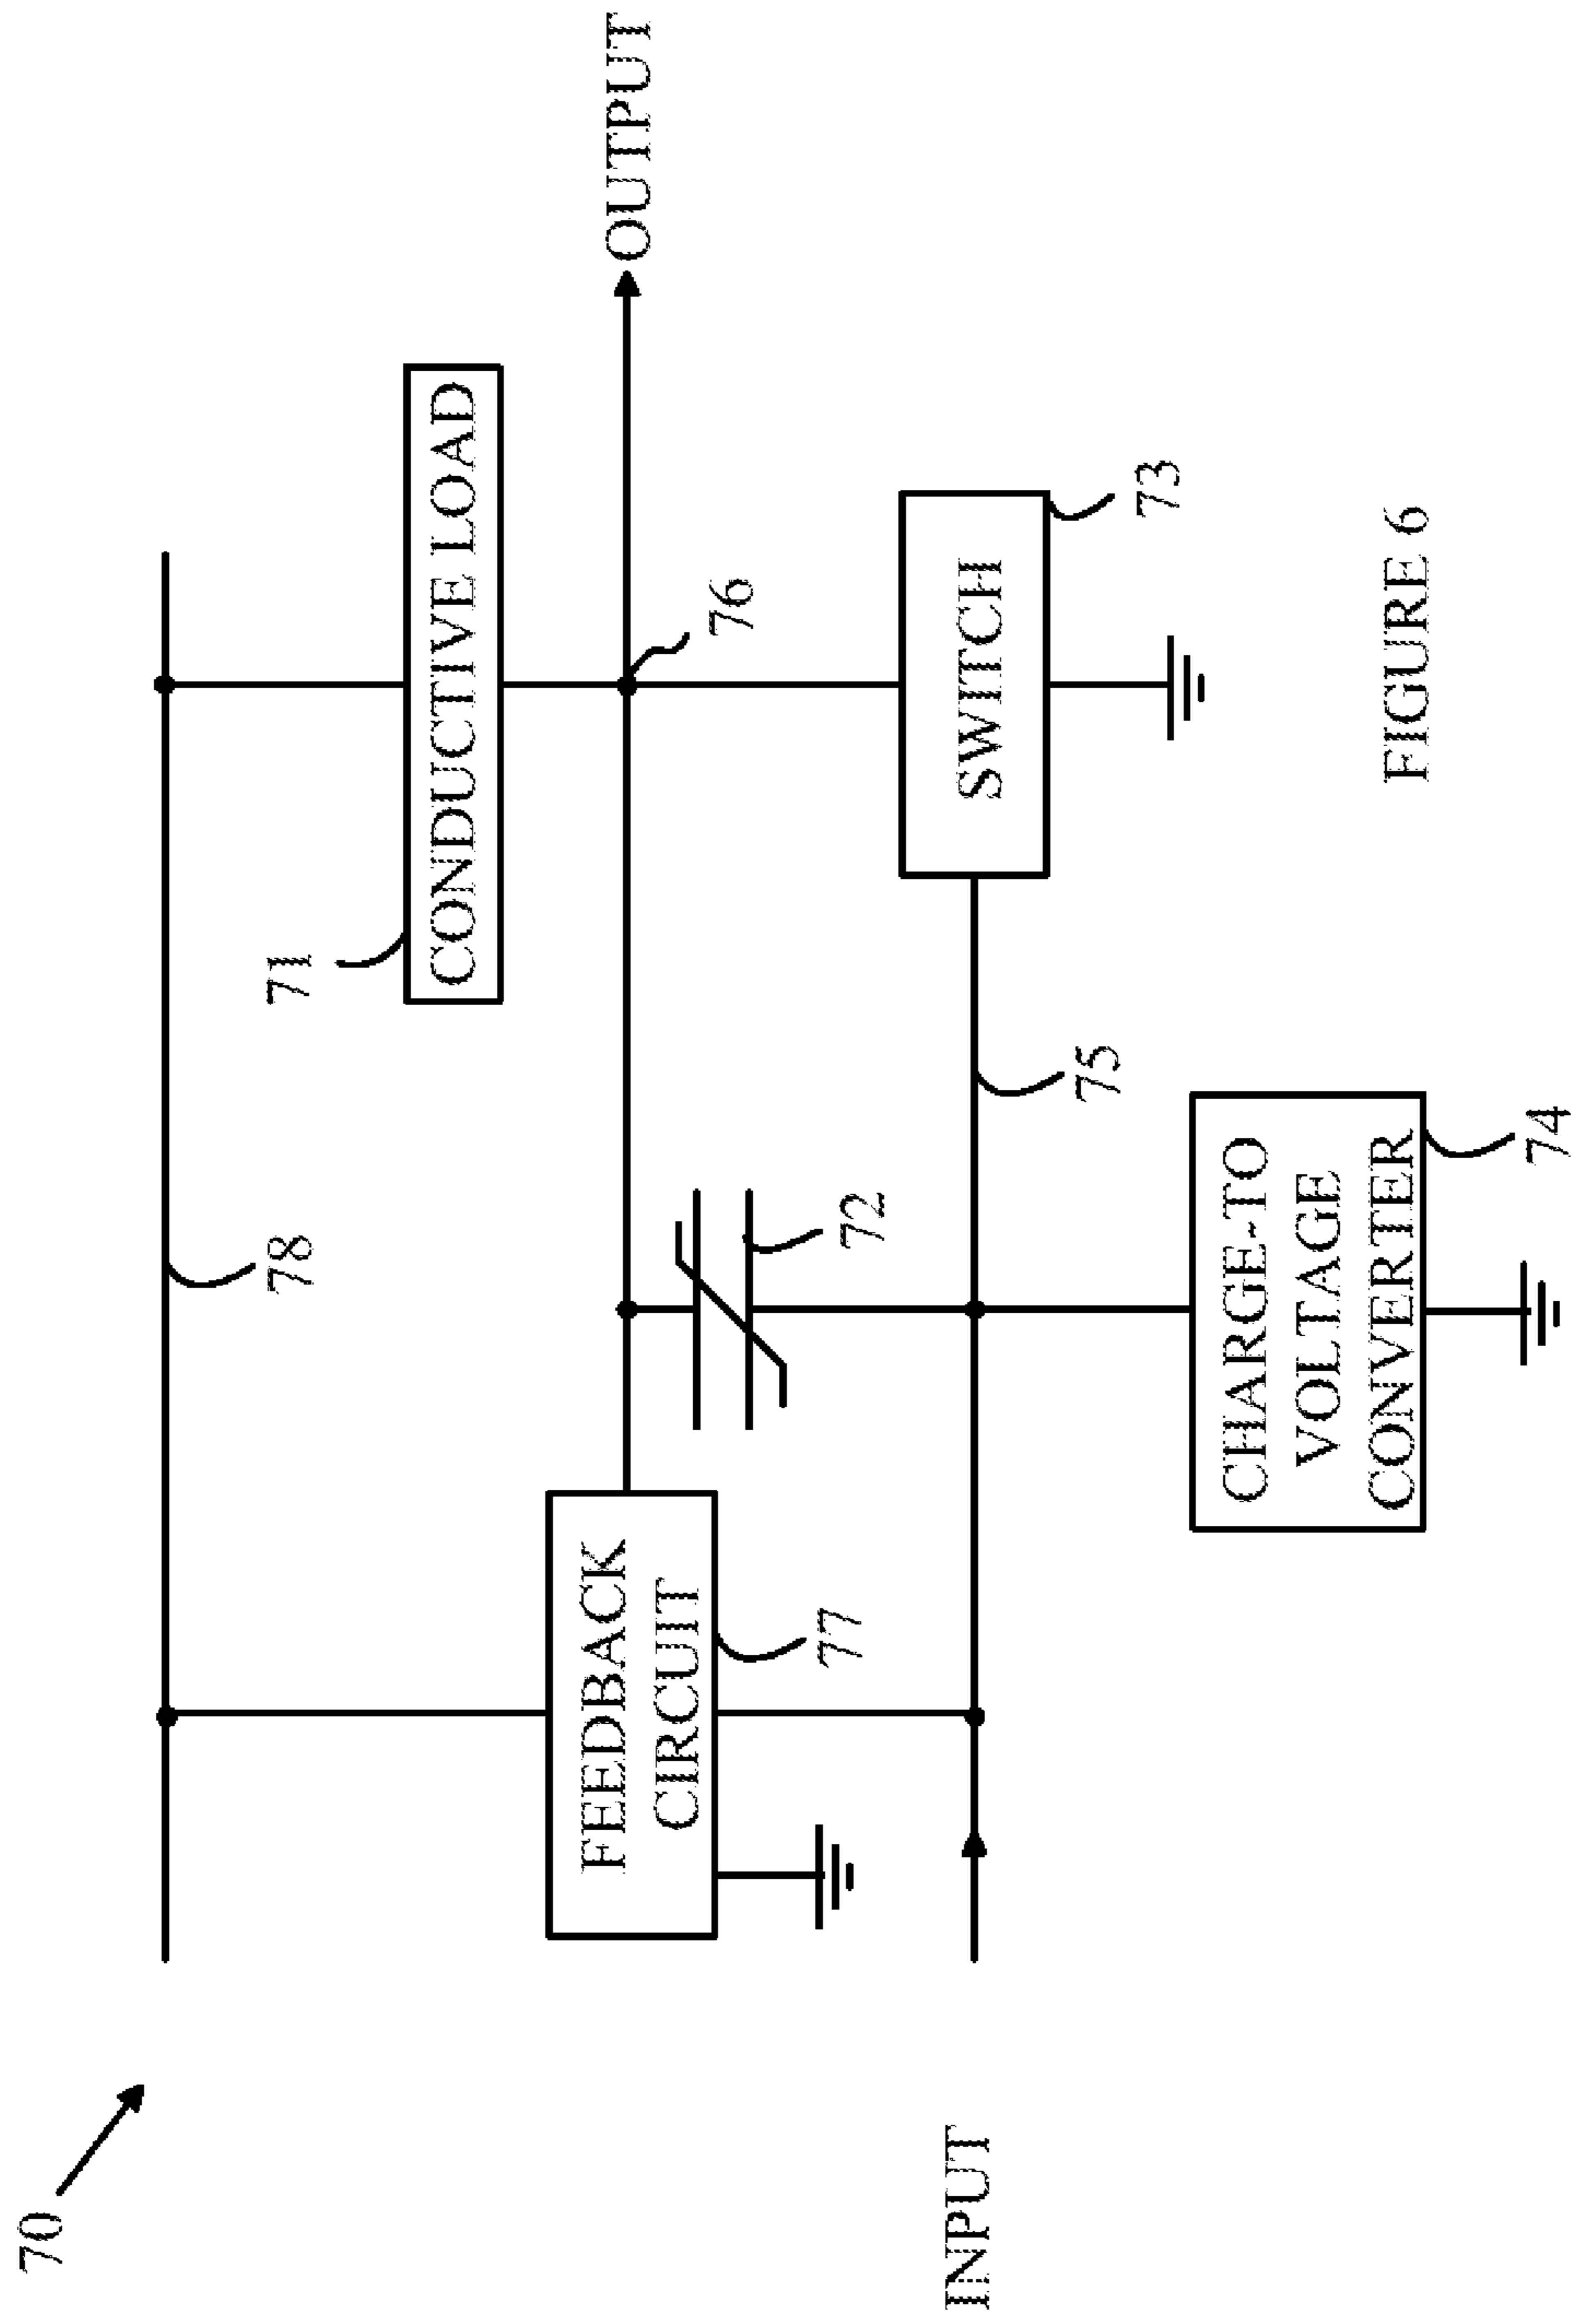 70
78
71
CONDUCTIVE LOAD
FEEDBACK
CIRCUIT
77
72
76
OUTPUT
INPUT
75
SWITCH
73
CHARGE-TO
VOLTAGE
CONVERTER
74
FIGURE 6